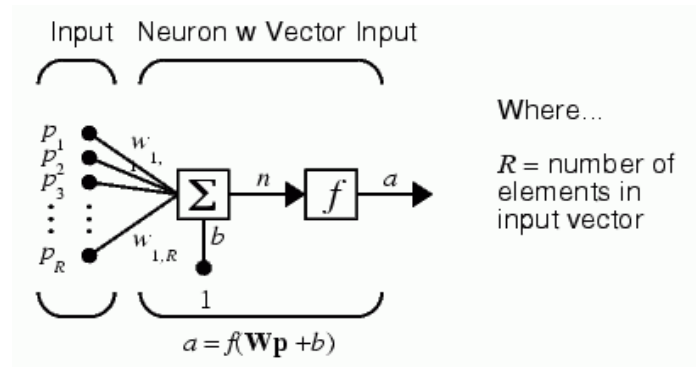 Input Neuron w Vector Input
p1
p2
p3
pR
w1,1
w1,R
Σ
n
f
a
b
1
a = f(Wp +b)
Where...
R = number of
elements in
input vector